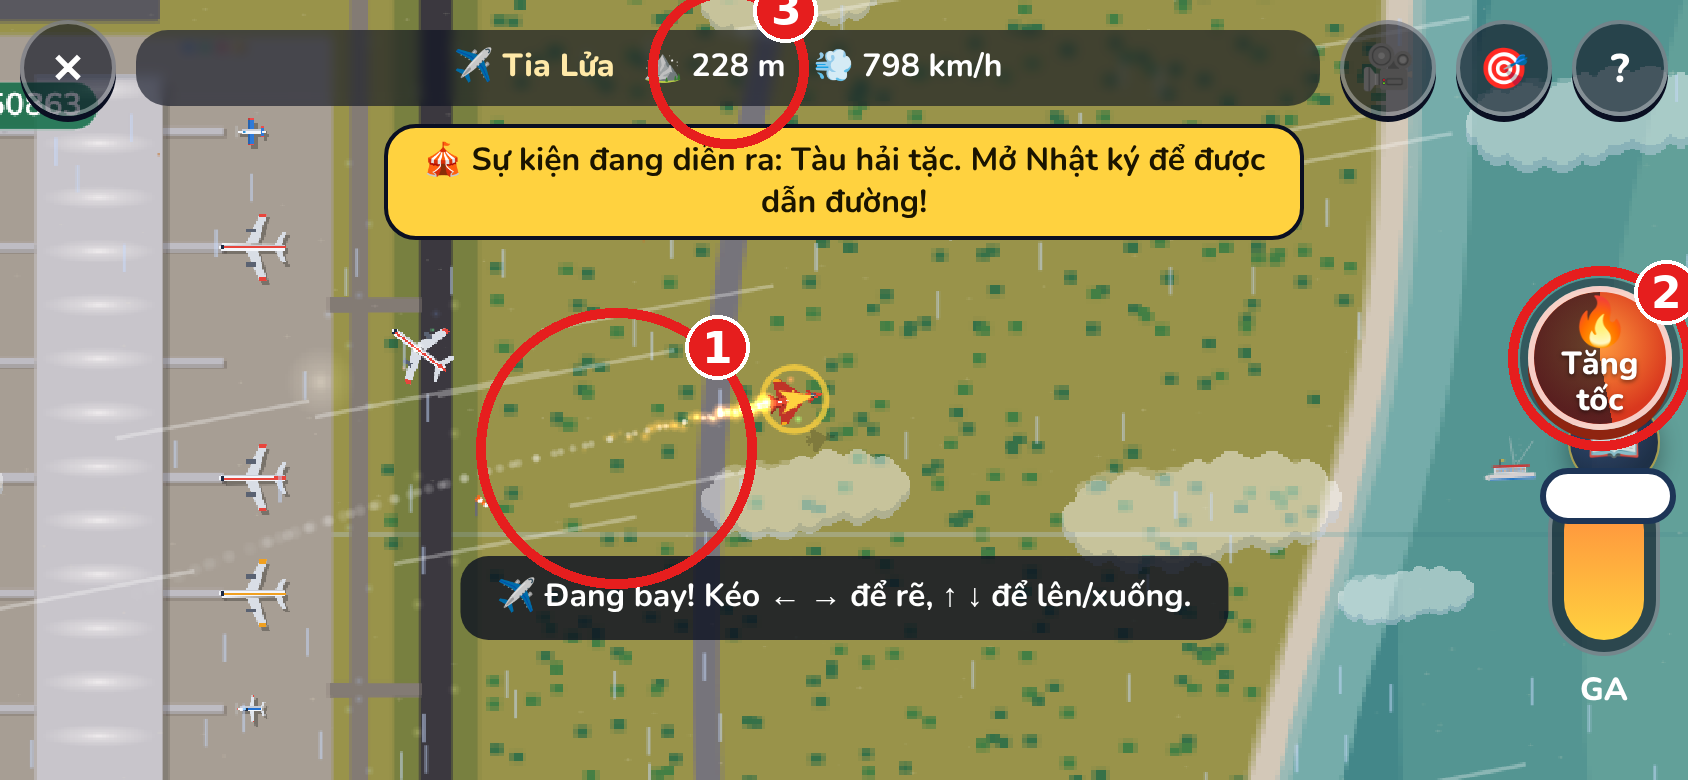 3
Tia Lửa 228 m 798 km/h
?
50863
Sự kiện đang diễn ra: Tàu hải tặc. Mở Nhật ký để được
dẫn đường!
2
1
Tăng
tốc
Đang bay! Kéo ← → để rẽ, ↑ ↓ để lên/xuống.
GA